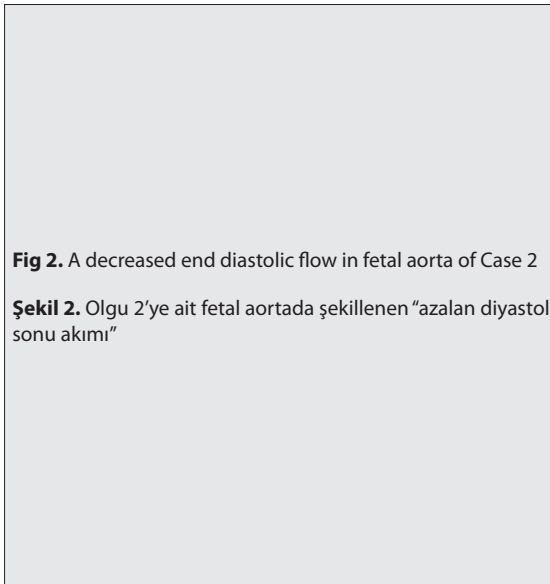 Fig 2. A decreased end diastolic flow in fetal aorta of Case 2
Şekil 2. Olgu 2’ye ait fetal aortada şekillenen “azalan diyastol
sonu akımı”